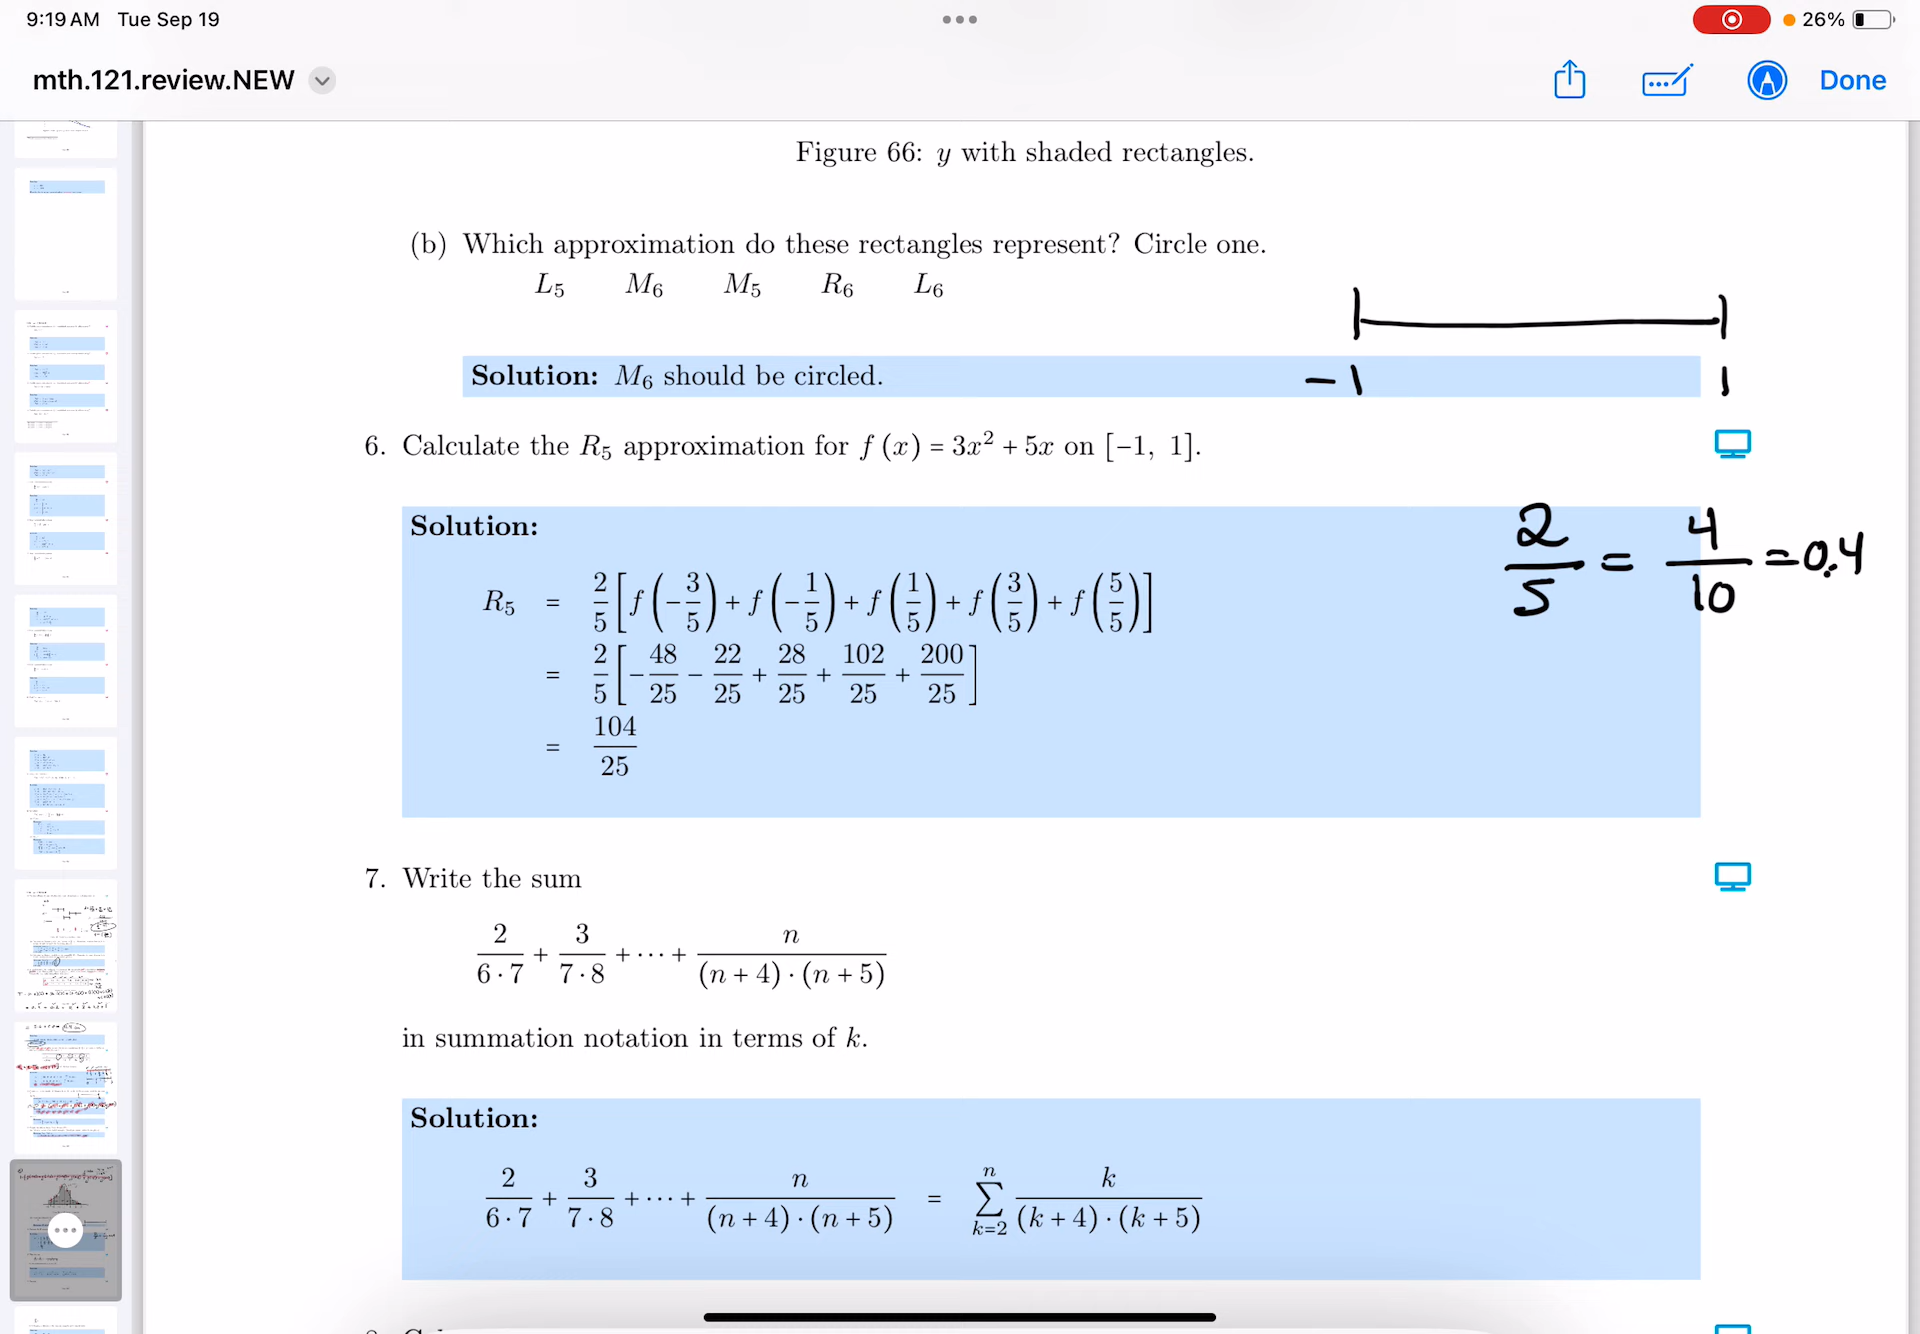 9:19 AM Tue Sep 19
26%
mth.121.review.NEW
Done
Figure 66: y with shaded rectangles.
(b) Which approximation do these rectangles represent? Circle one.
L₅ M₆ M₅ R₆ L₆
Solution: M₆ should be circled.
−1 1
6. Calculate the R₅ approximation for f (x) = 3x² + 5x on [−1, 1].
Solution:
2/5 = 4/10 = 0.4
R₅ = 2/5 [f (−3/5) + f (−1/5) + f (1/5) + f (3/5) + f (5/5)]
= 2/5 [−48/25 − 22/25 + 28/25 + 102/25 + 200/25]
= 104/25
7. Write the sum
2/(6 · 7) + 3/(7 · 8) + ··· + n/((n + 4) · (n + 5))
in summation notation in terms of k.
Solution:
2/(6 · 7) + 3/(7 · 8) + ··· + n/((n + 4) · (n + 5)) = ∑_{k=2}^{n} k/((k + 4) · (k + 5))